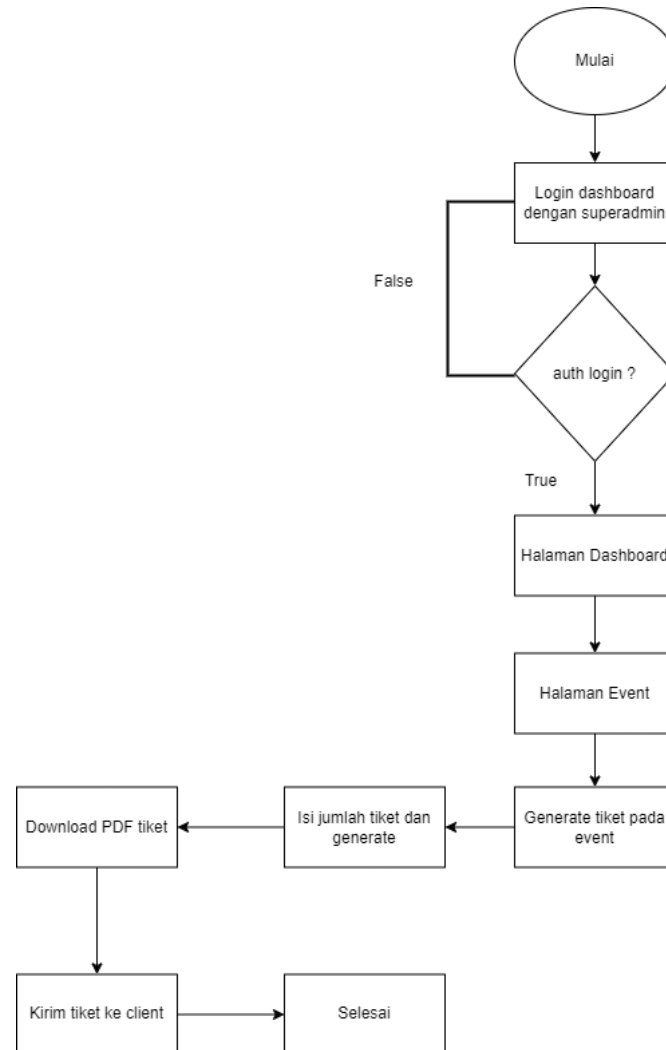 Mulai
Login dashboard
dengan superadmin
False
auth login ?
True
Halaman Dashboard
Halaman Event
Generate tiket pada
event
Isi jumlah tiket dan
generate
Download PDF tiket
Kirim tiket ke client
Selesai